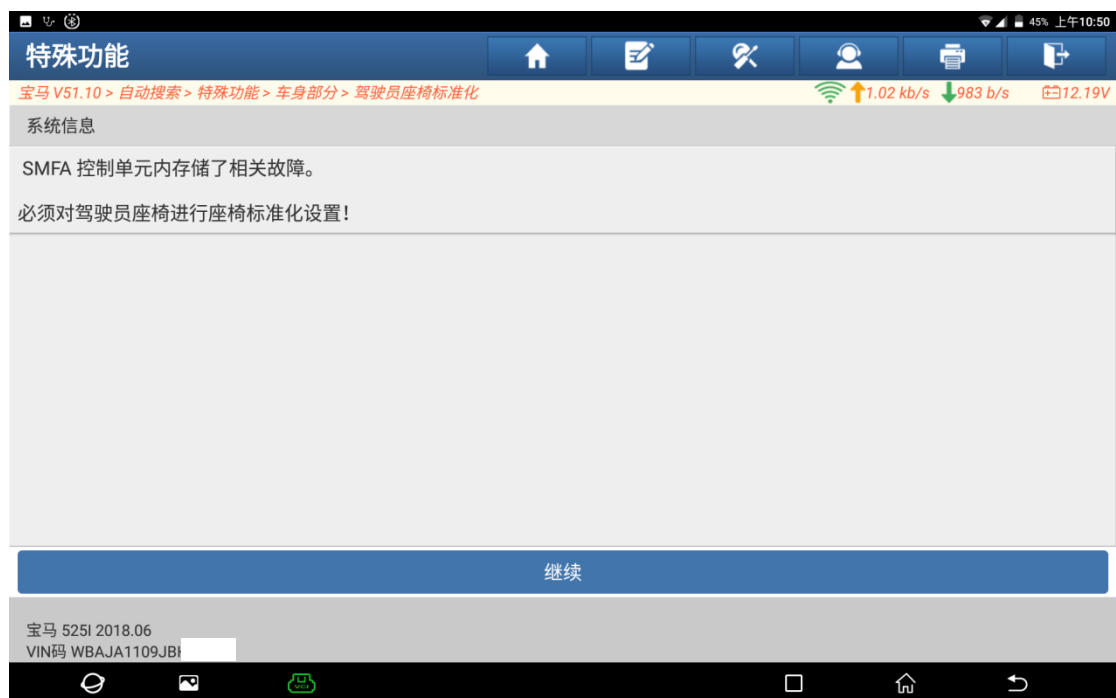 45% 上午10:50
特殊功能
宝马 V51.10 > 自动搜索 > 特殊功能 > 车身部分 > 驾驶员座椅标准化
1.02 kb/s 983 b/s 12.19V
系统信息
SMFA 控制单元内存储了相关故障。
必须对驾驶员座椅进行座椅标准化设置！
继续
宝马 525I 2018.06
VIN码 WBAJA1109JB
VCI